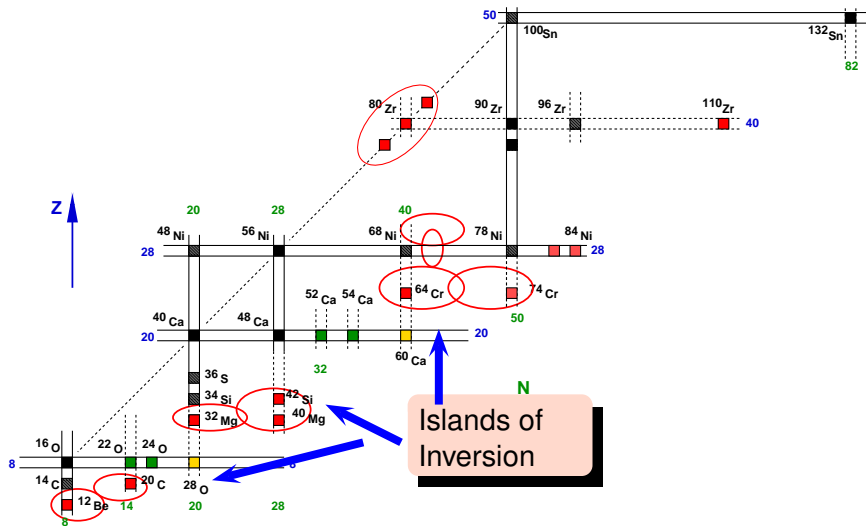 50
100Sn
132Sn
82
80Zr
90Zr
96Zr
110Zr
40
Z
20
28
40
48Ni
56Ni
68Ni
78Ni
84Ni
28
28
64Cr
74Cr
52Ca
54Ca
50
40Ca
48Ca
20
20
60Ca
32
36S
34Si
42Si
N
32Mg
40Mg
Islands of
Inversion
16O
22O
24O
8
8
14C
20C
28O
12Be
8
14
20
28